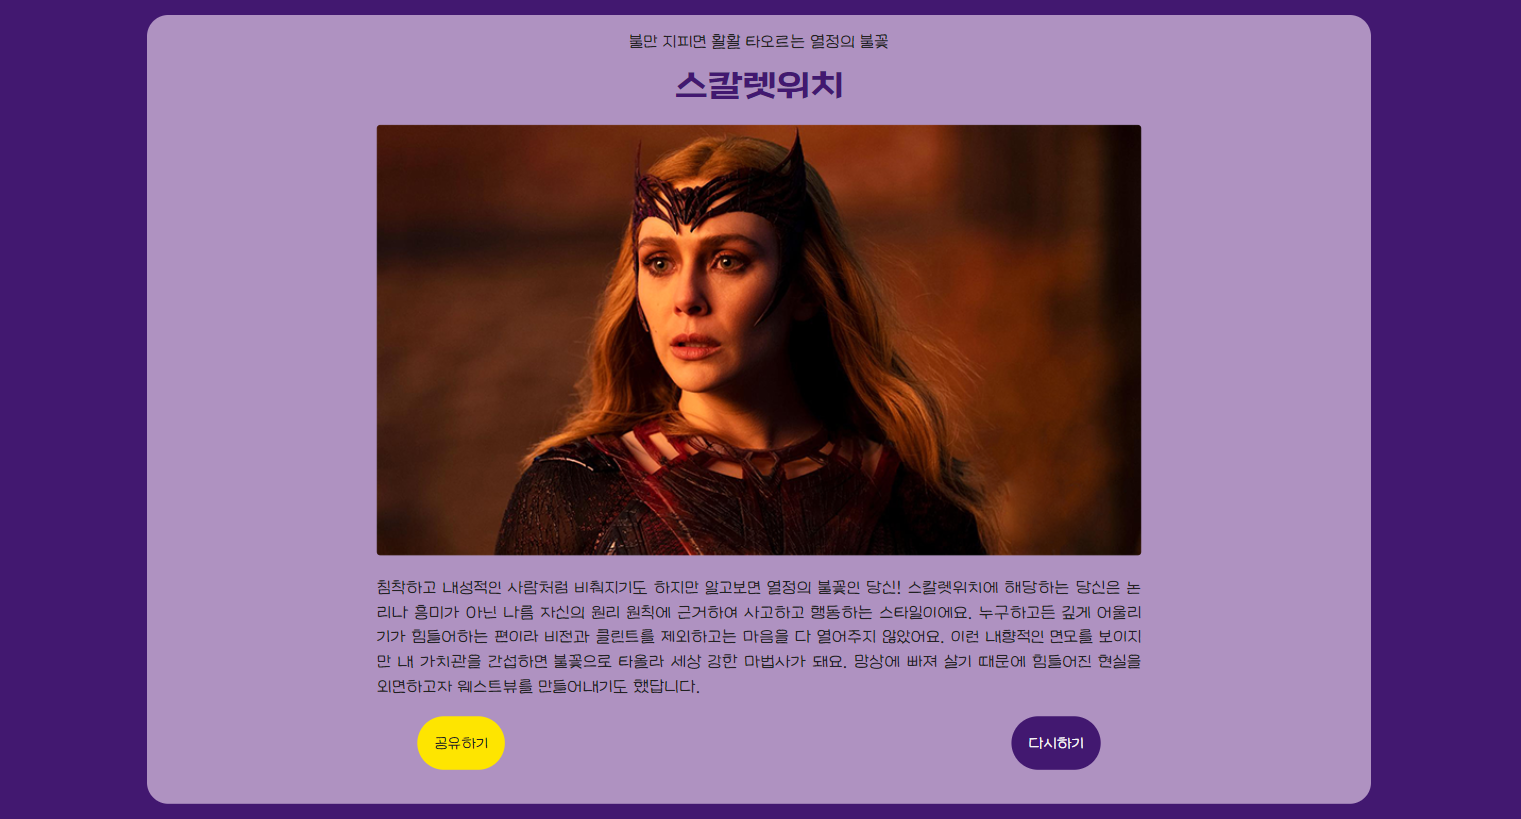 불만 지피면 활활 타오르는 열정의 불꽃
스칼렛위치
침착하고 내성적인 사람처럼 비춰지기도 하지만 알고보면 열정의 불꽃인 당신! 스칼렛위치에 해당하는 당신은 논
리나 흥미가 아닌 나름 자신의 원리 원칙에 근거하여 사고하고 행동하는 스타일이에요. 누구하고든 깊게 어울리
기가 힘들어하는 편이라 비전과 클린트를 제외하고는 마음을 다 열어주지 않았어요. 이런 내향적인 면모를 보이지
만 내 가치관을 간섭하면 불꽃으로 타올라 세상 강한 마법사가 돼요. 망상에 빠져 살기 때문에 힘들어진 현실을
외면하고자 웨스트뷰를 만들어내기도 했답니다.
공유하기
다시하기